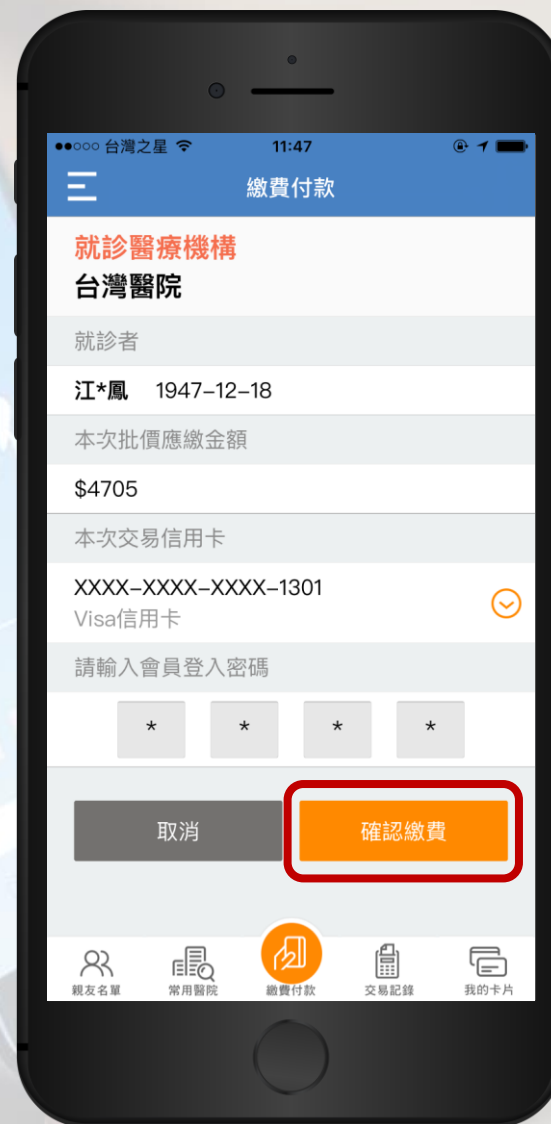 台灣之星
11:47
繳費付款
就診醫療機構
台灣醫院
就診者
江*鳳 1947-12-18
本次批價應繳金額
$4705
本次交易信用卡
XXXX-XXXX-XXXX-1301
Visa信用卡
請輸入會員登入密碼
* * * *
取消 確認繳費
親友名單 常用醫院 繳費付款 交易記錄 我的卡片